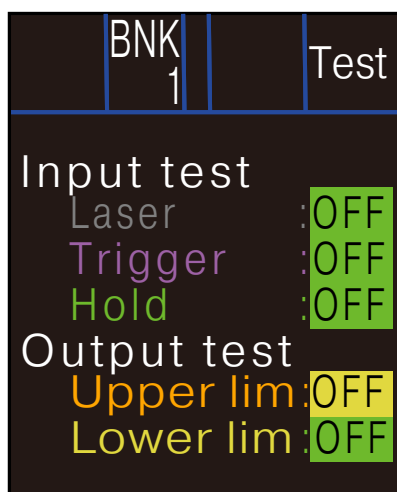 BNK
1
Test
Input test
Laser :OFF
Trigger :OFF
Hold :OFF
Output test
Upper lim:OFF
Lower lim:OFF